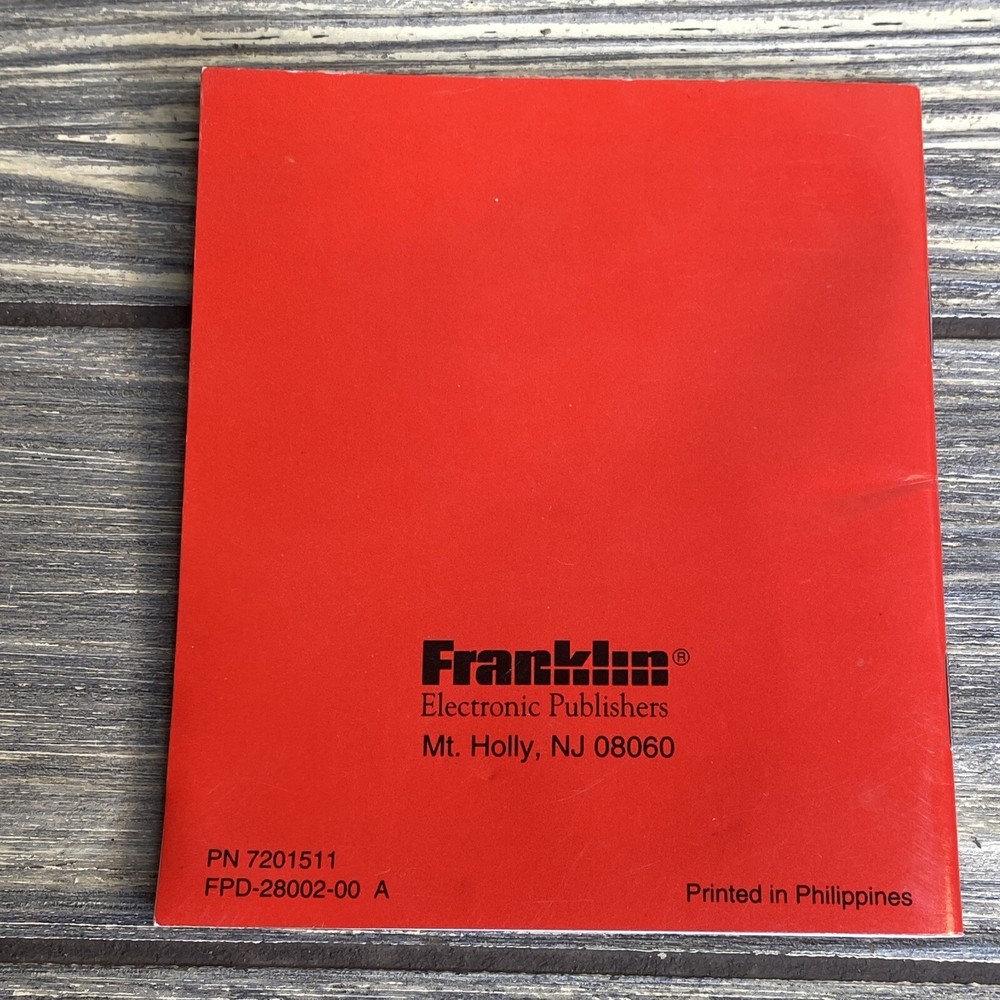 Franklin®
Electronic Publishers
Mt. Holly, NJ 08060
PN 7201511
FPD-28002-00 A
Printed in Philippines